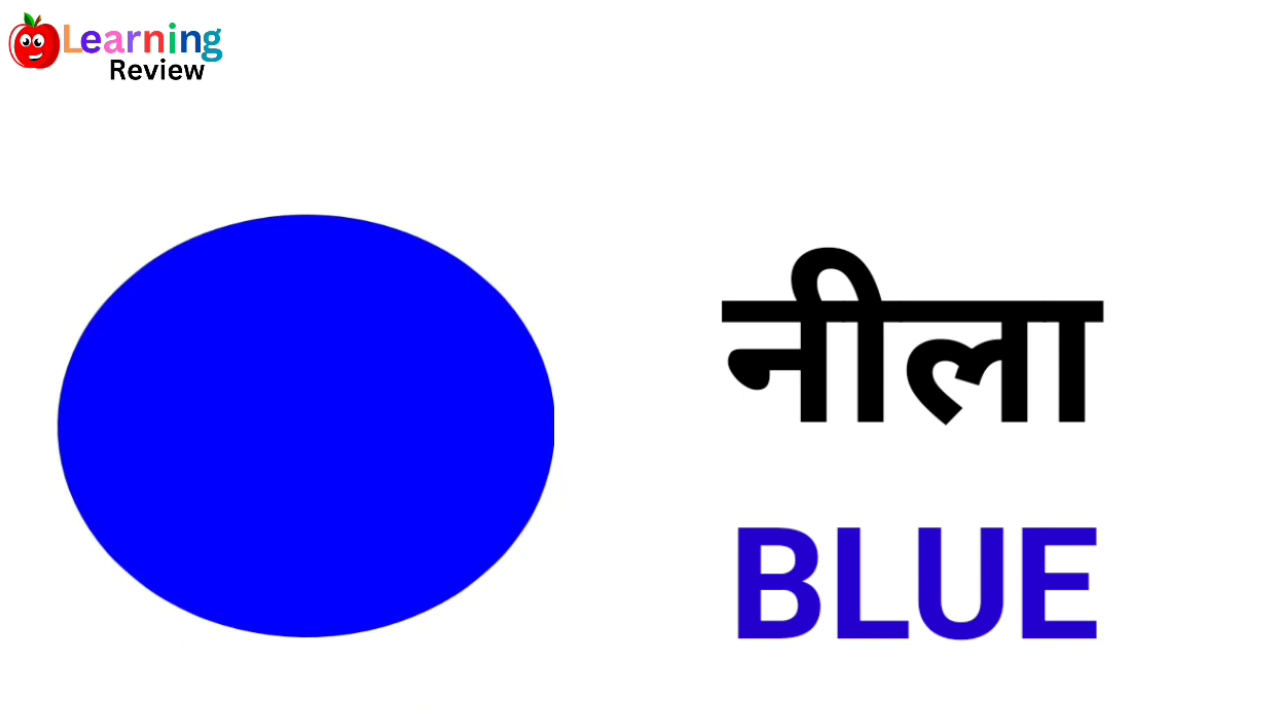 Learning
Review
नीला
BLUE